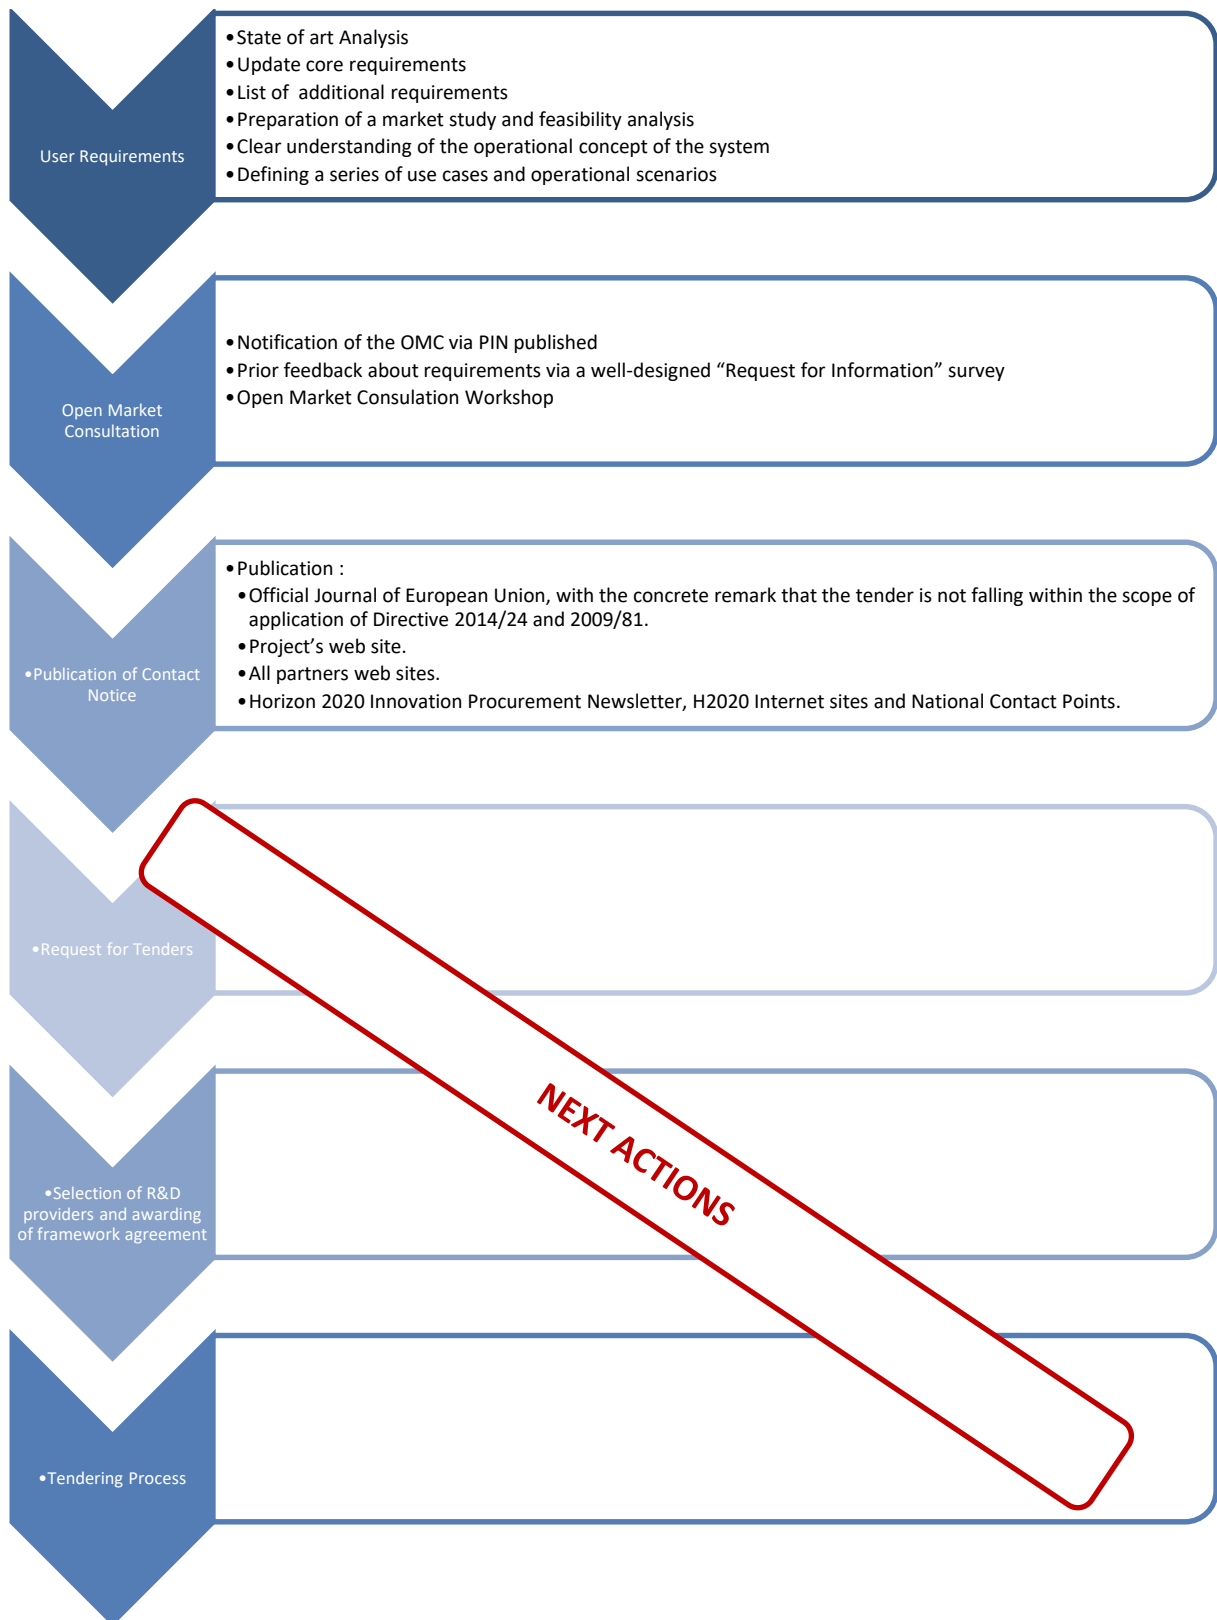 User Requirements
•State of art Analysis
•Update core requirements
•List of  additional requirements
•Preparation of a market study and feasibility analysis
•Clear understanding of the operational concept of the system
•Defining a series of use cases and operational scenarios
Open Market
Consultation
•Notification of the OMC via PIN published
•Prior feedback about requirements via a well-designed “Request for Information” survey
•Open Market Consulation Workshop
•Publication of Contact
Notice
•Publication :
•Official Journal of European Union, with the concrete remark that the tender is not falling within the scope of
application of Directive 2014/24 and 2009/81.
•Project’s web site.
•All partners web sites.
•Horizon 2020 Innovation Procurement Newsletter, H2020 Internet sites and National Contact Points.
•Request for Tenders
•Selection of R&D
providers and awarding
of framework agreement
NEXT ACTIONS
•Tendering Process